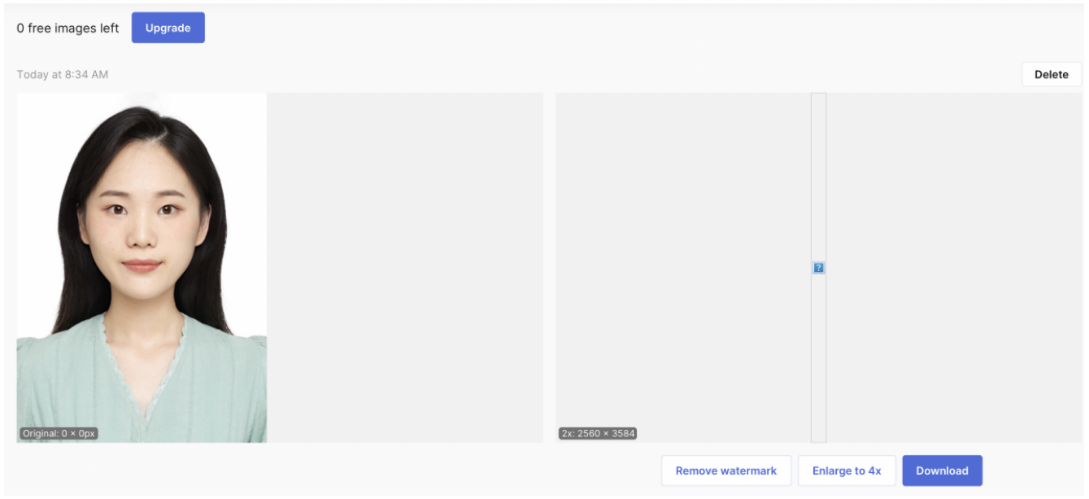 0 free images left Upgrade
Today at 8:34 AM Delete
Original: 0 × 0px 2x: 2560 × 3584
Remove watermark Enlarge to 4x Download